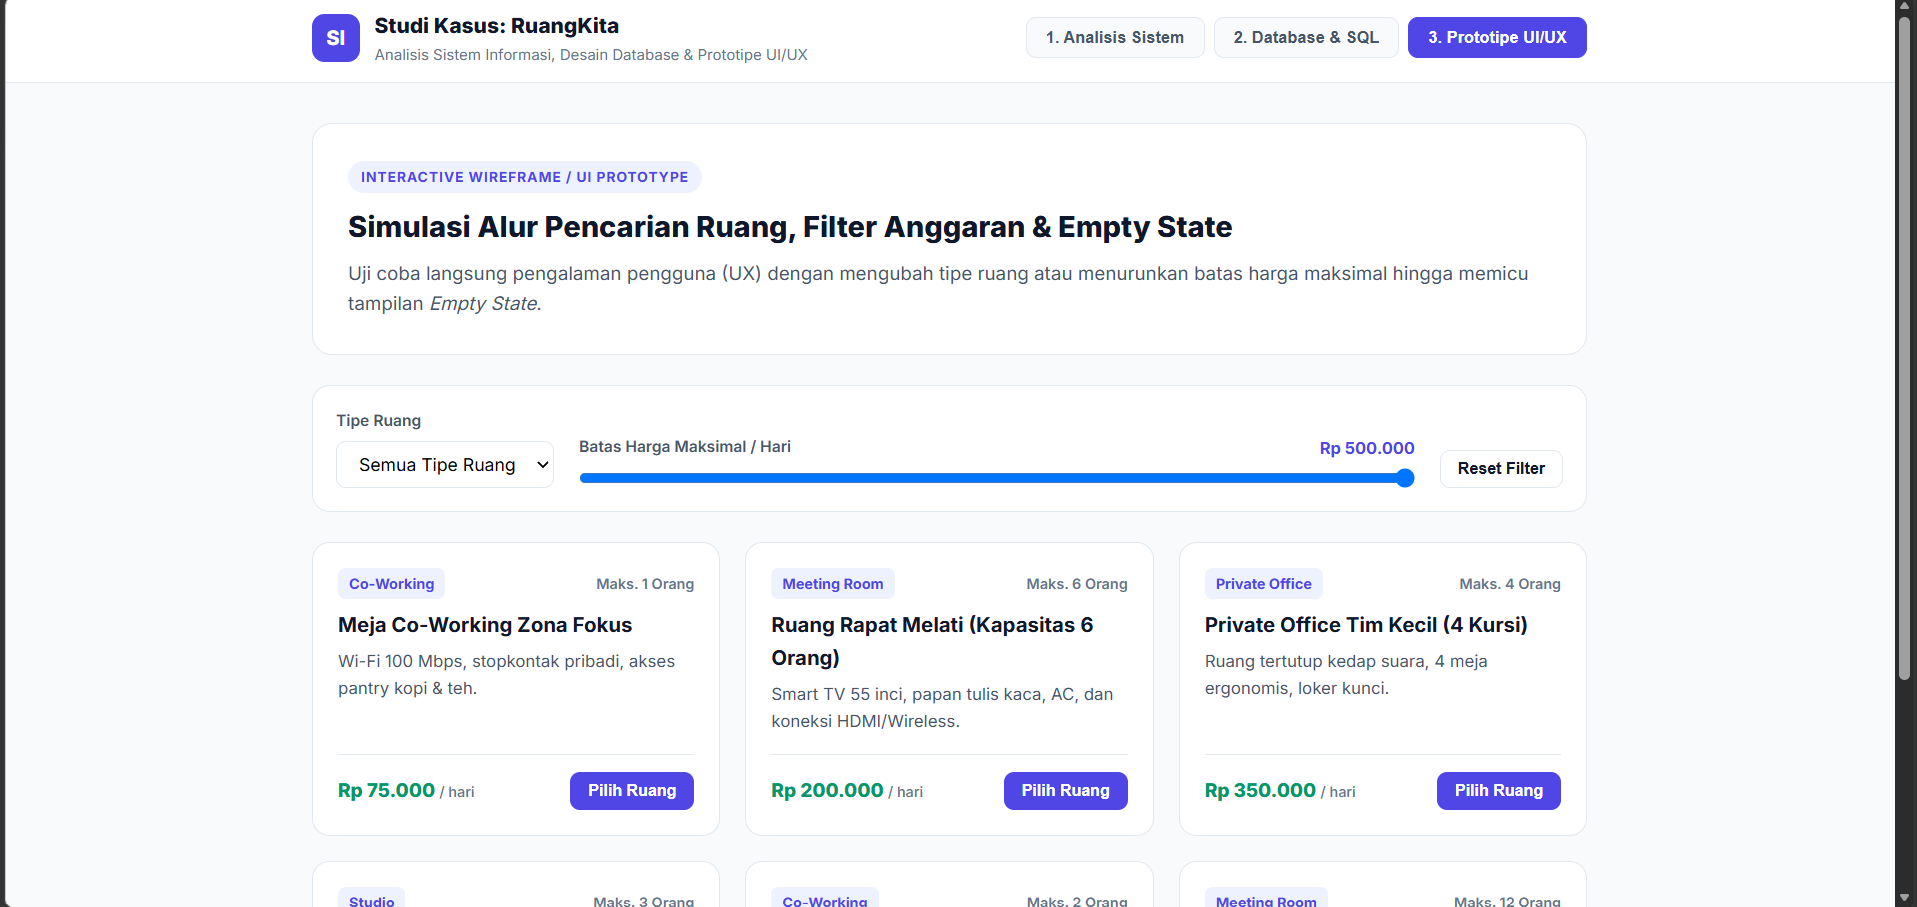 SI
Studi Kasus: RuangKita
Analisis Sistem Informasi, Desain Database & Prototipe UI/UX
1. Analisis Sistem
2. Database & SQL
3. Prototipe UI/UX
INTERACTIVE WIREFRAME / UI PROTOTYPE
Simulasi Alur Pencarian Ruang, Filter Anggaran & Empty State
Uji coba langsung pengalaman pengguna (UX) dengan mengubah tipe ruang atau menurunkan batas harga maksimal hingga memicu
tampilan Empty State.
Tipe Ruang
Semua Tipe Ruang
Batas Harga Maksimal / Hari
Rp 500.000
Reset Filter
Co-Working
Maks. 1 Orang
Meja Co-Working Zona Fokus
Wi-Fi 100 Mbps, stopkontak pribadi, akses
pantry kopi & teh.
Rp 75.000 / hari
Pilih Ruang
Meeting Room
Maks. 6 Orang
Ruang Rapat Melati (Kapasitas 6
Orang)
Smart TV 55 inci, papan tulis kaca, AC, dan
koneksi HDMI/Wireless.
Rp 200.000 / hari
Pilih Ruang
Private Office
Maks. 4 Orang
Private Office Tim Kecil (4 Kursi)
Ruang tertutup kedap suara, 4 meja
ergonomis, loker kunci.
Rp 350.000 / hari
Pilih Ruang
Studio
Maks. 3 Orang
Co-Working
Maks. 2 Orang
Meeting Room
Maks. 12 Orang